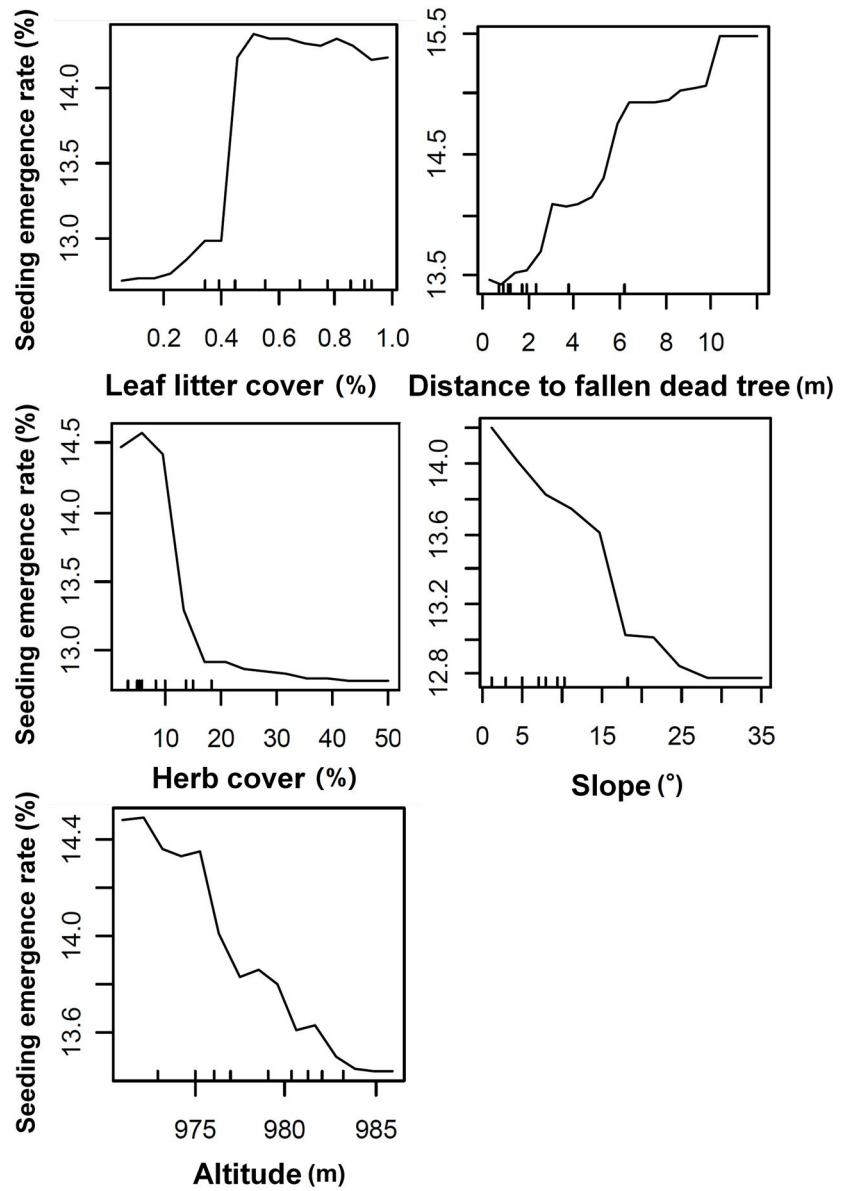 Seeding emergence rate (%)
13.0 13.5 14.0
0.2 0.4 0.6 0.8 1.0
Leaf litter cover (%)
13.5 14.5 15.5
0 2 4 6 8 10
Distance to fallen dead tree (m)
Seeding emergence rate (%)
13.0 13.5 14.0 14.5
10 20 30 40 50
Herb cover (%)
12.8 13.2 13.6 14.0
0 5 15 25 35
Slope (°)
Seeding emergence rate (%)
13.6 14.0 14.4
975 980 985
Altitude (m)